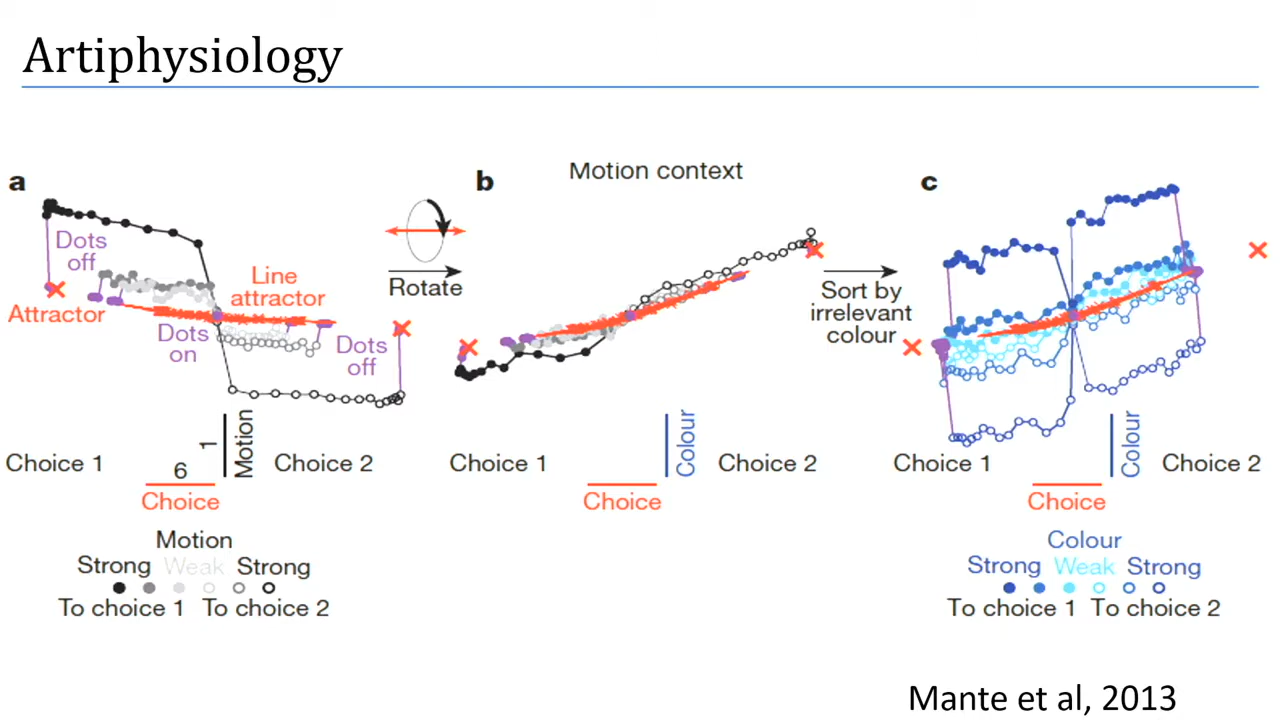 Artiphysiology
a
Dots
off
Attractor
Line
attractor
Dots
on
Dots
off
Choice 1
1
Motion
6
Choice
Choice 2
Motion
Strong Weak Strong
To choice 1 To choice 2
Rotate
b
Motion context
Choice 1
Colour
Choice
Choice 2
Sort by
irrelevant
colour
c
Choice 1
Colour
Choice
Choice 2
Colour
Strong Weak Strong
To choice 1 To choice 2
Mante et al, 2013